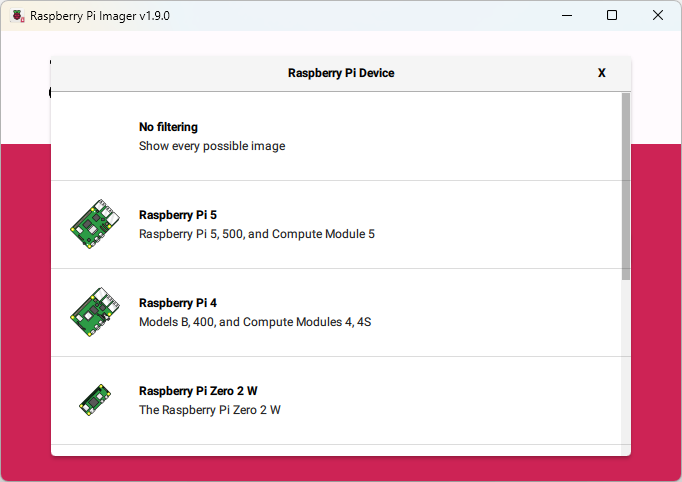 Raspberry Pi Imager v1.9.0
Raspberry Pi Device
X
No filtering
Show every possible image
Raspberry Pi 5
Raspberry Pi 5, 500, and Compute Module 5
Raspberry Pi 4
Models B, 400, and Compute Modules 4, 4S
Raspberry Pi Zero 2 W
The Raspberry Pi Zero 2 W